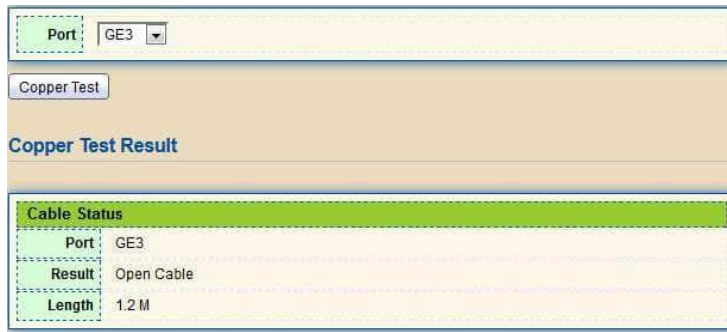 Port GE3
Copper Test
Copper Test Result
Cable Status
Port GE3
Result Open Cable
Length 1.2 M